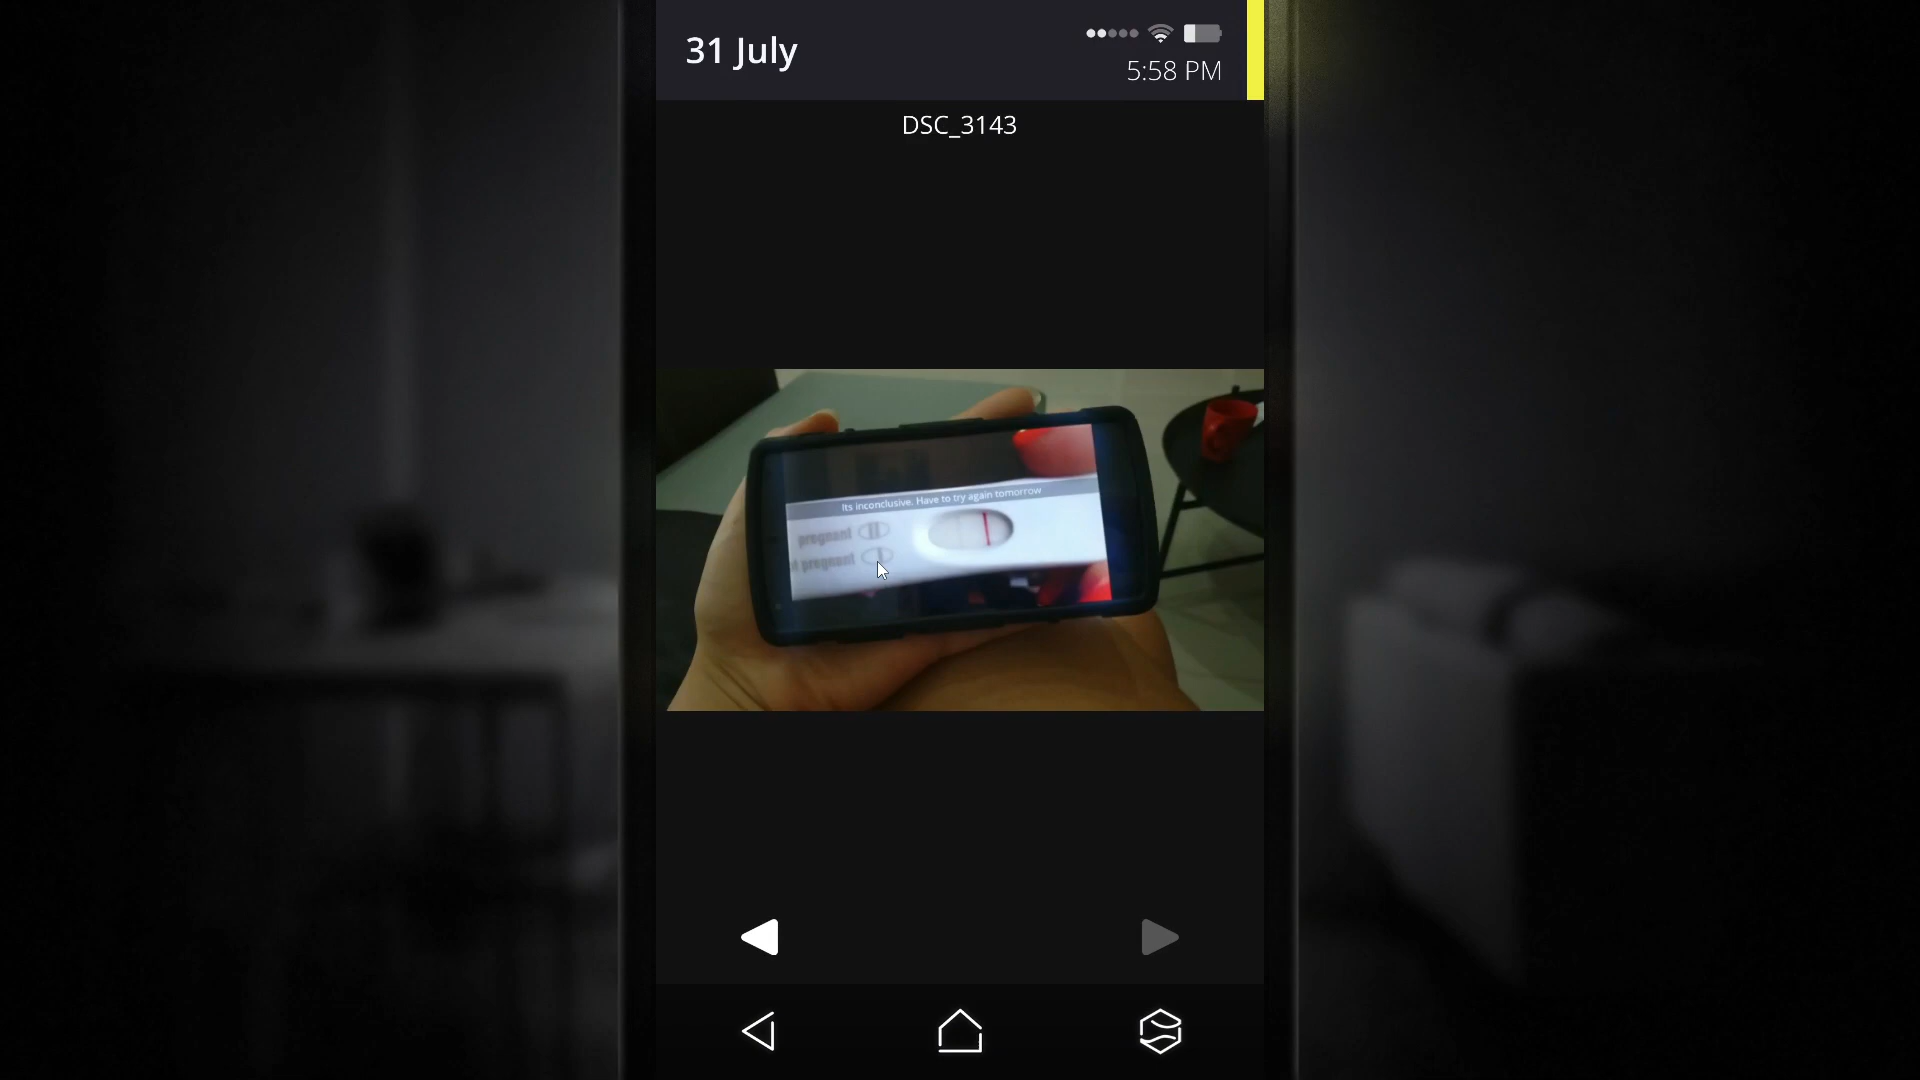 31 July
5:58 PM
DSC_3143
Its inconclusive. Have to try again tomorrow
pregnant
pregnant